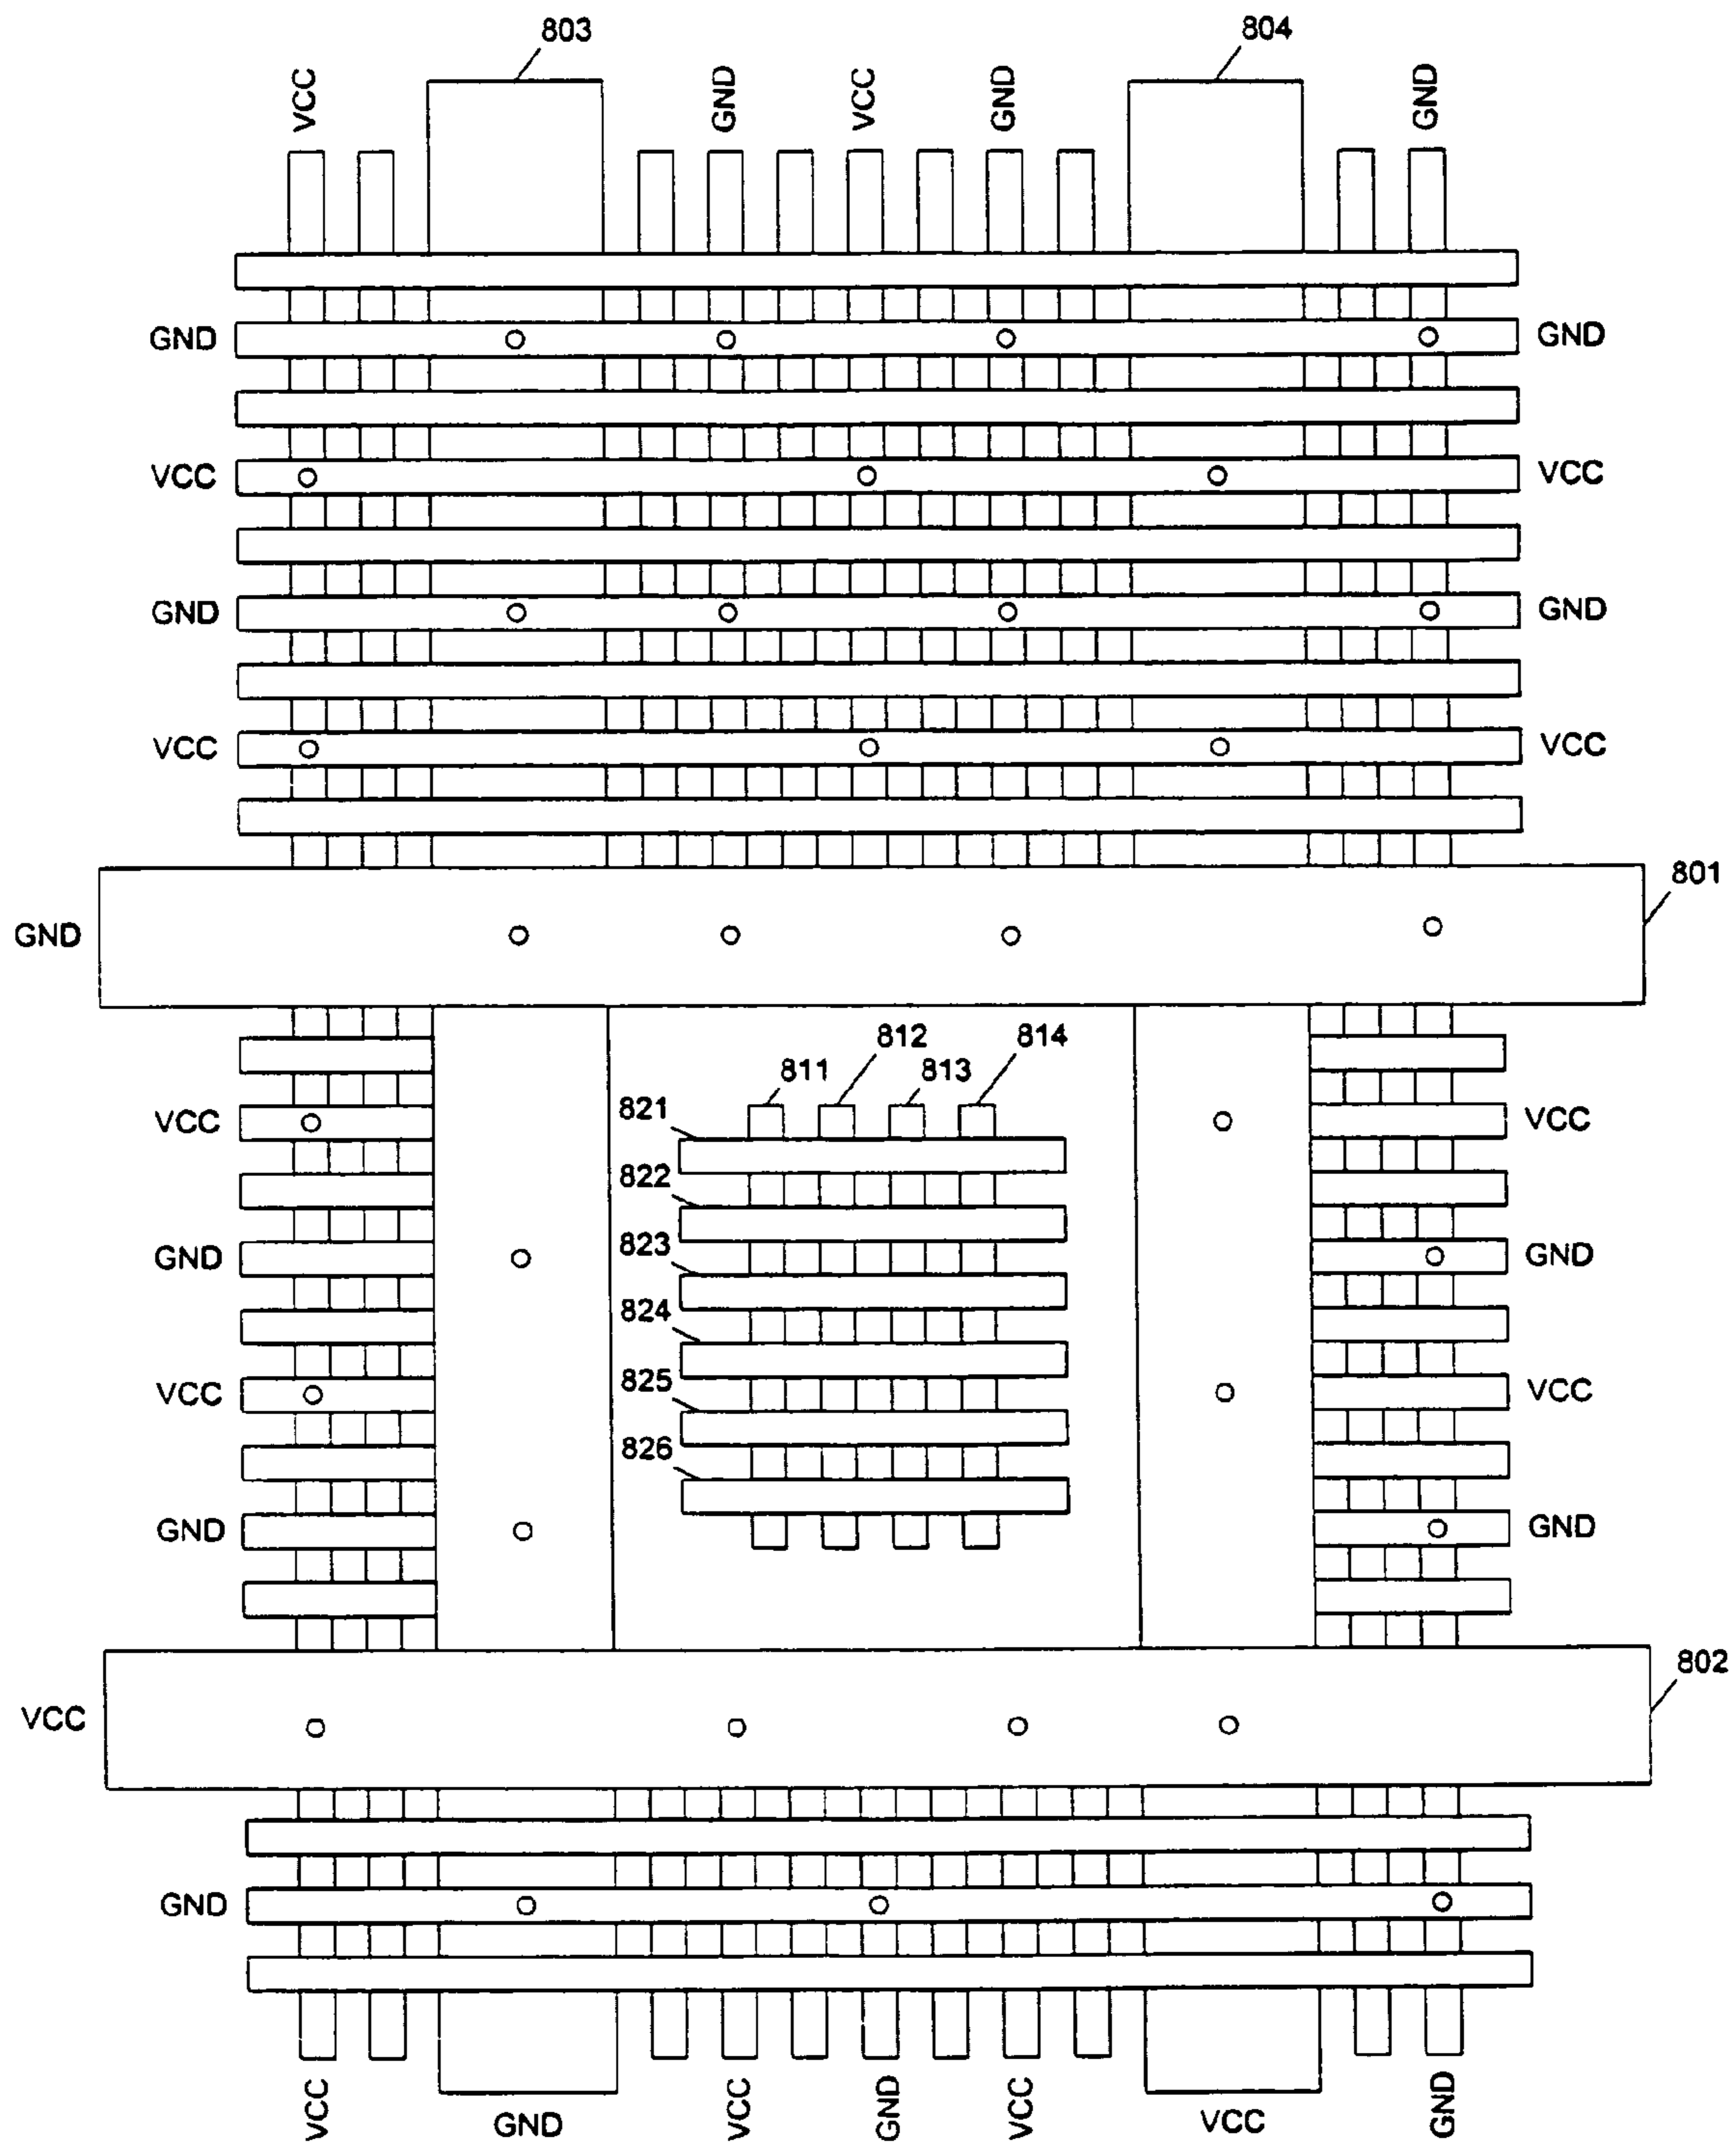 803
804
VCC
GND
VCC
GND
GND
GND
GND
VCC
VCC
GND
GND
VCC
VCC
801
GND
812
814
811
813
821
VCC
VCC
822
823
GND
GND
824
825
VCC
VCC
826
GND
GND
802
VCC
GND
VCC
GND
VCC
GND
VCC
VCC
GND